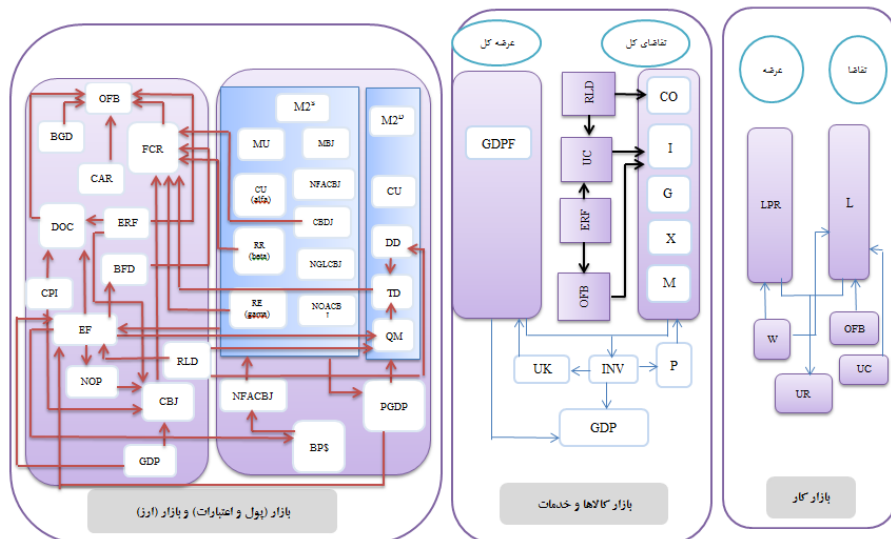 OFB
BGD
FCR
CAR
DOC
ERF
BFD
CPI
EF
RLD
NOP
CBJ
GDP
M2ˢ
MU
MBJ
CU
(alfa)
NFACBJ
CBDJ
RR
(beta)
NGLCBJ
RE
NOACB
M2ᴰ
CU
DD
TD
QM
NFACBJ
PGDP
BP$
بازار (پول و اعتبارات) و بازار (ارز)
عرضه کل
تقاضای کل
GDPF
RLD
UC
ERF
OFB
CO
I
G
X
M
UK
INV
P
GDP
بازار کالاها و خدمات
عرضه
تقاضا
LPR
L
W
OFB
UC
UR
بازار کار